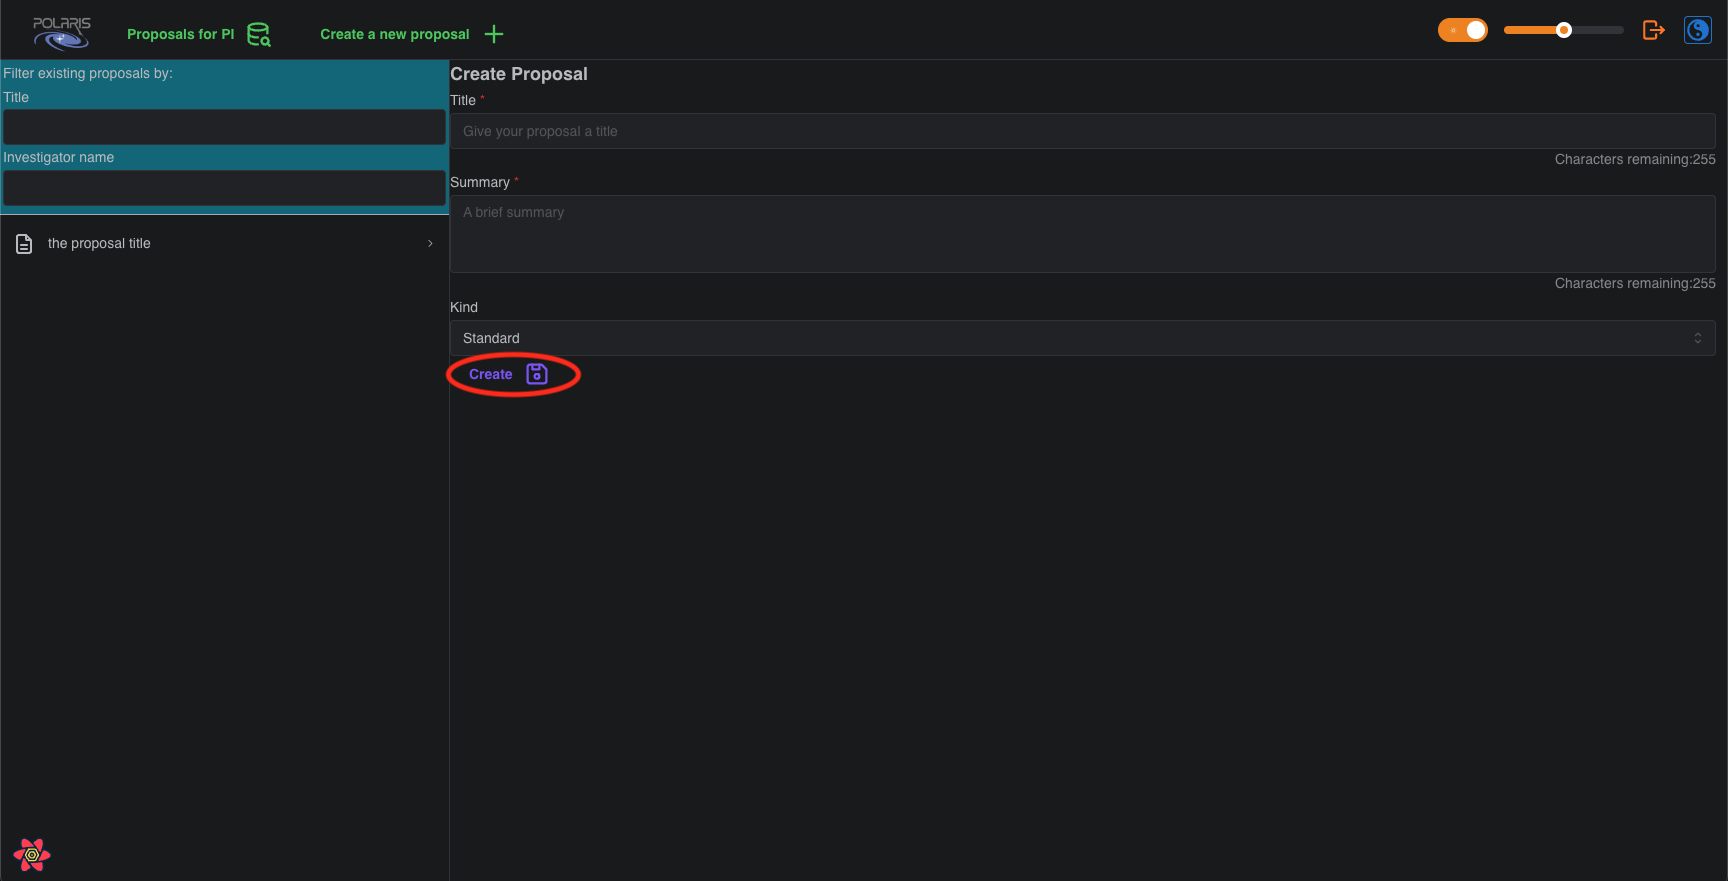 POLARIS
Proposals for PI
Create a new proposal
Filter existing proposals by:
Title
Investigator name
the proposal title
Create Proposal
Title *
Give your proposal a title
Characters remaining:255
Summary *
A brief summary
Characters remaining:255
Kind
Standard
Create